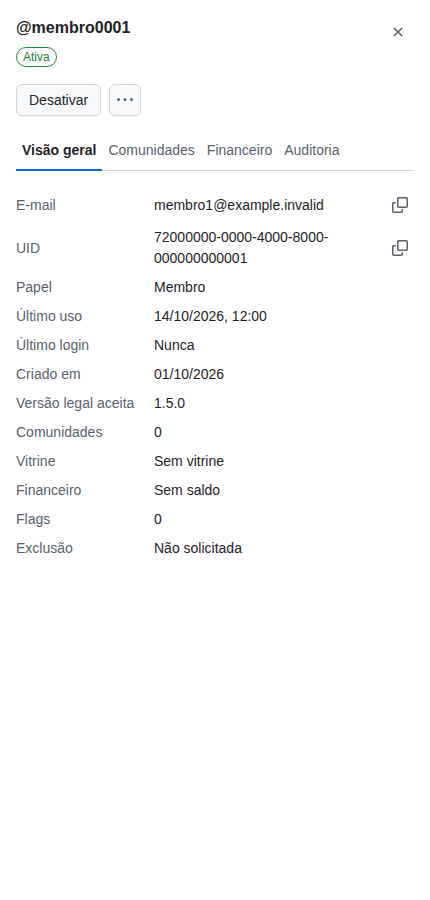 @membro0001
Ativa
Desativar
Visão geral Comunidades Financeiro Auditoria
E-mail membro1@example.invalid
UID 72000000-0000-4000-8000-
000000000001
Papel Membro
Último uso 14/10/2026, 12:00
Último login Nunca
Criado em 01/10/2026
Versão legal aceita 1.5.0
Comunidades 0
Vitrine Sem vitrine
Financeiro Sem saldo
Flags 0
Exclusão Não solicitada